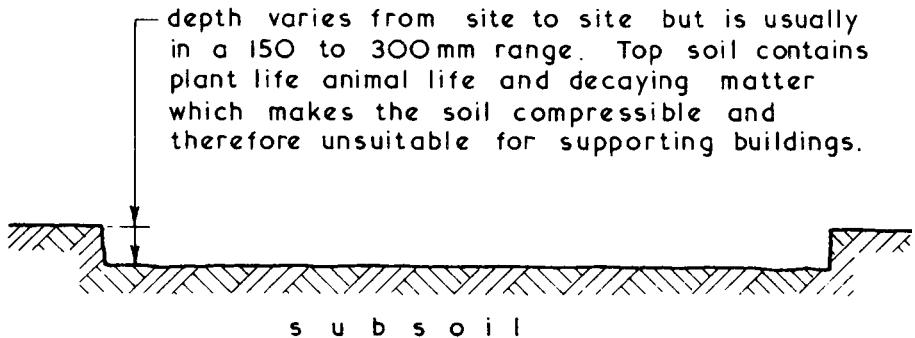 depth varies from site to site but is usually
in a 150 to 300mm range. Top soil contains
plant life animal life and decaying matter
which makes the soil compressible and
therefore unsuitable for supporting buildings.
subsoil